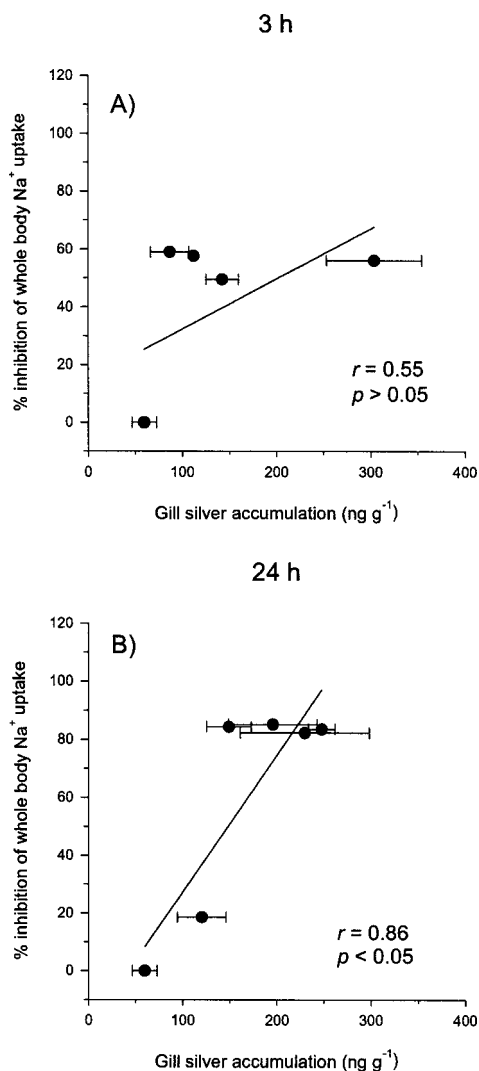 3 h
A)
% inhibition of whole body Na⁺ uptake
120
100
80
60
40
20
0
r = 0.55
p > 0.05
0 100 200 300 400
Gill silver accumulation (ng g⁻¹)
24 h
B)
% inhibition of whole body Na⁺ uptake
120
100
80
60
40
20
0
r = 0.86
p < 0.05
0 100 200 300 400
Gill silver accumulation (ng g⁻¹)